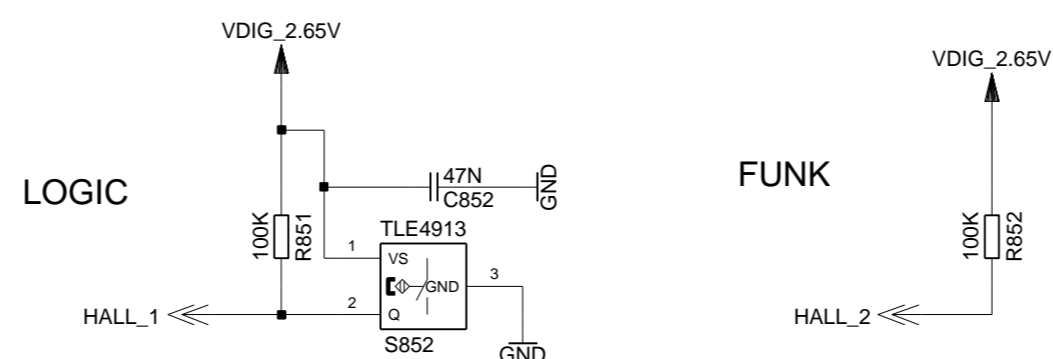 VDIG_2.65V
LOGIC
100K
R851
47N
C852
GND
TLE4913
1
VS
GND
3
2
Q
S852
GND
HALL_1
VDIG_2.65V
FUNK
100K
R852
HALL_2